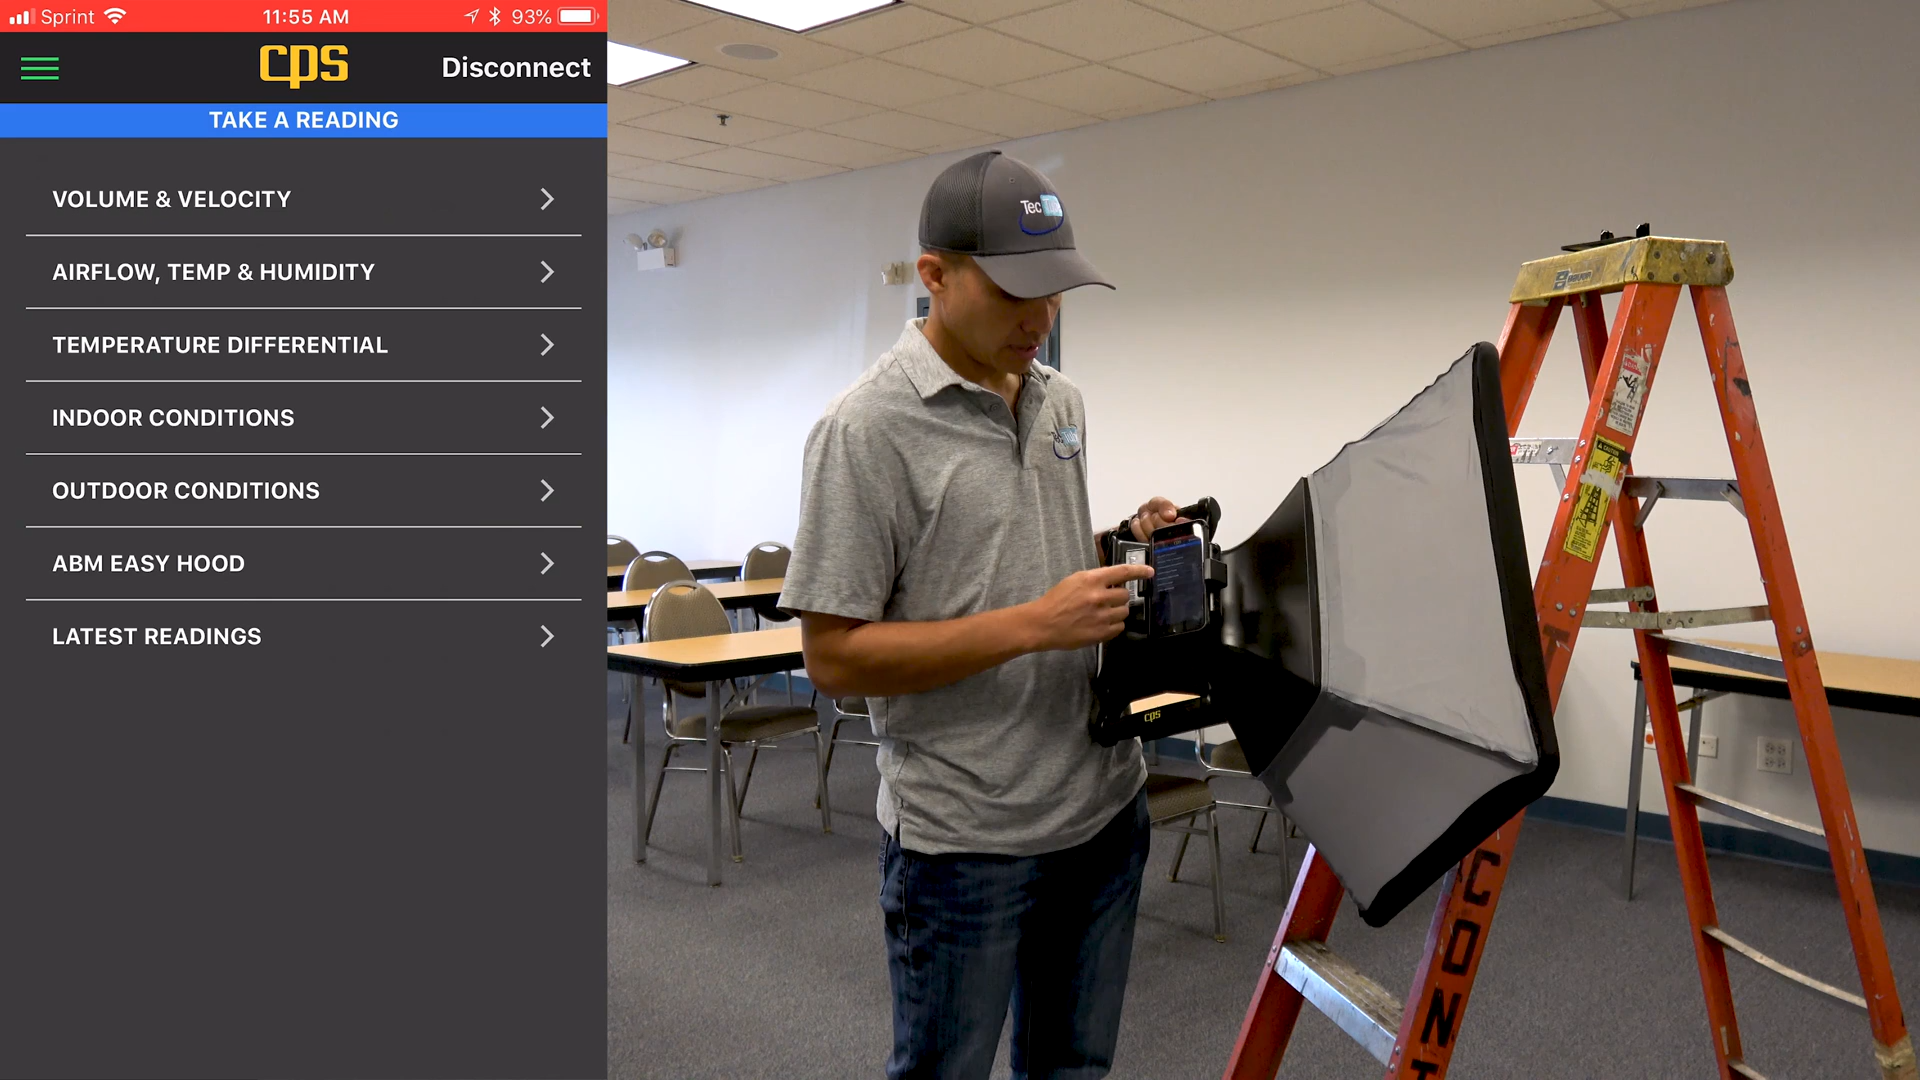 Sprint 11:55 AM 93%
cps Disconnect
TAKE A READING
VOLUME & VELOCITY
AIRFLOW, TEMP & HUMIDITY
TEMPERATURE DIFFERENTIAL
INDOOR CONDITIONS
OUTDOOR CONDITIONS
ABM EASY HOOD
LATEST READINGS
Tec
cps
CONT